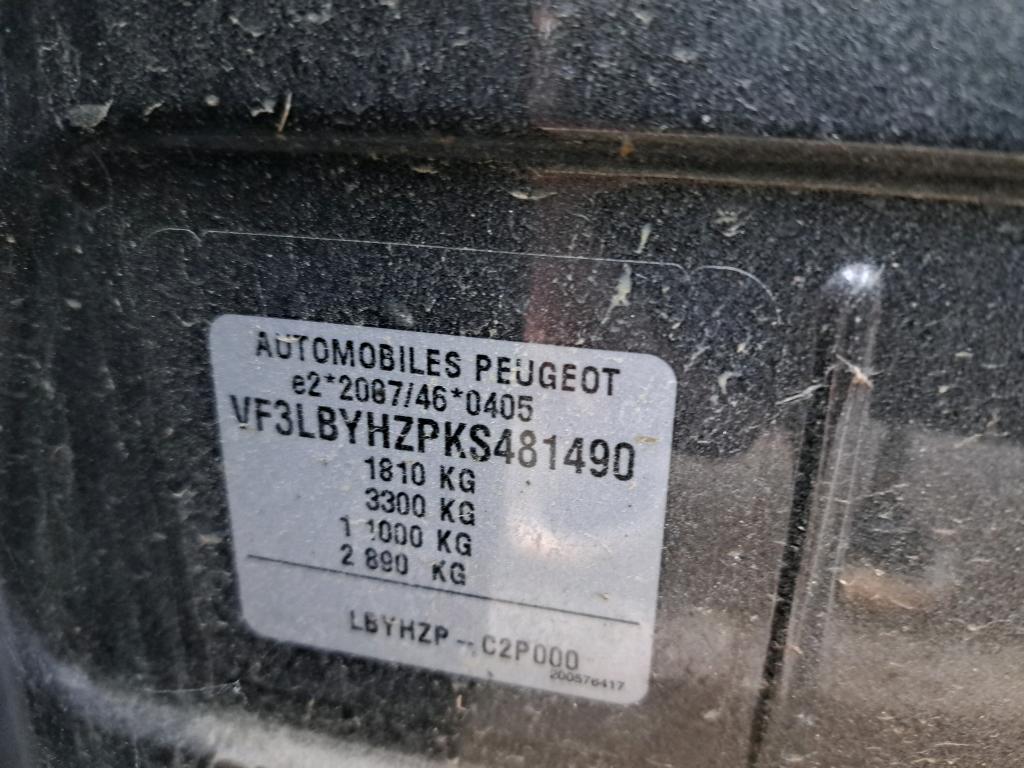 AUTOMOBILES PEUGEOT
e2*2007/46*0405
VF3LBYHZPKS481490
1810 KG
3300 KG
1 1000 KG
2 890 KG
LBYHZP -- C2P000
200576417